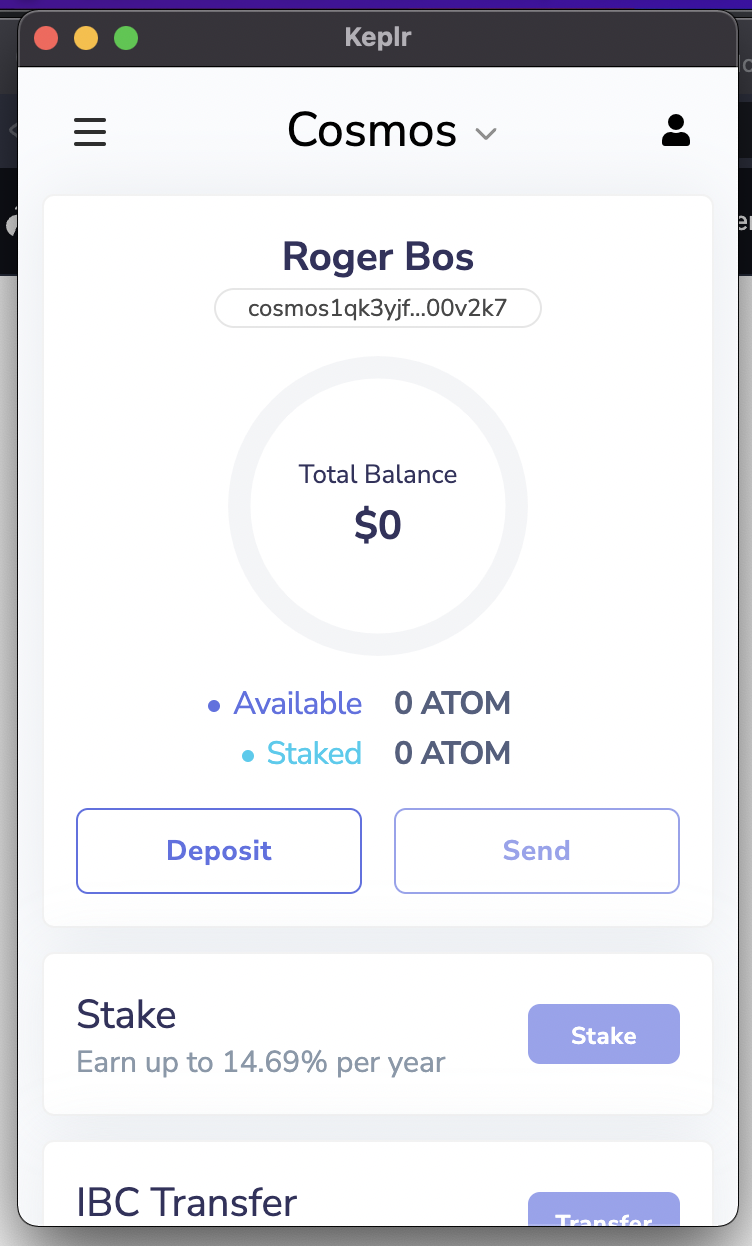 Keplr
Cosmos
Roger Bos
cosmos1qk3yjf...00v2k7
Total Balance
$0
Available 0 ATOM
Staked 0 ATOM
Deposit Send
Stake
Earn up to 14.69% per year
Stake
IBC Transfer
Transfer